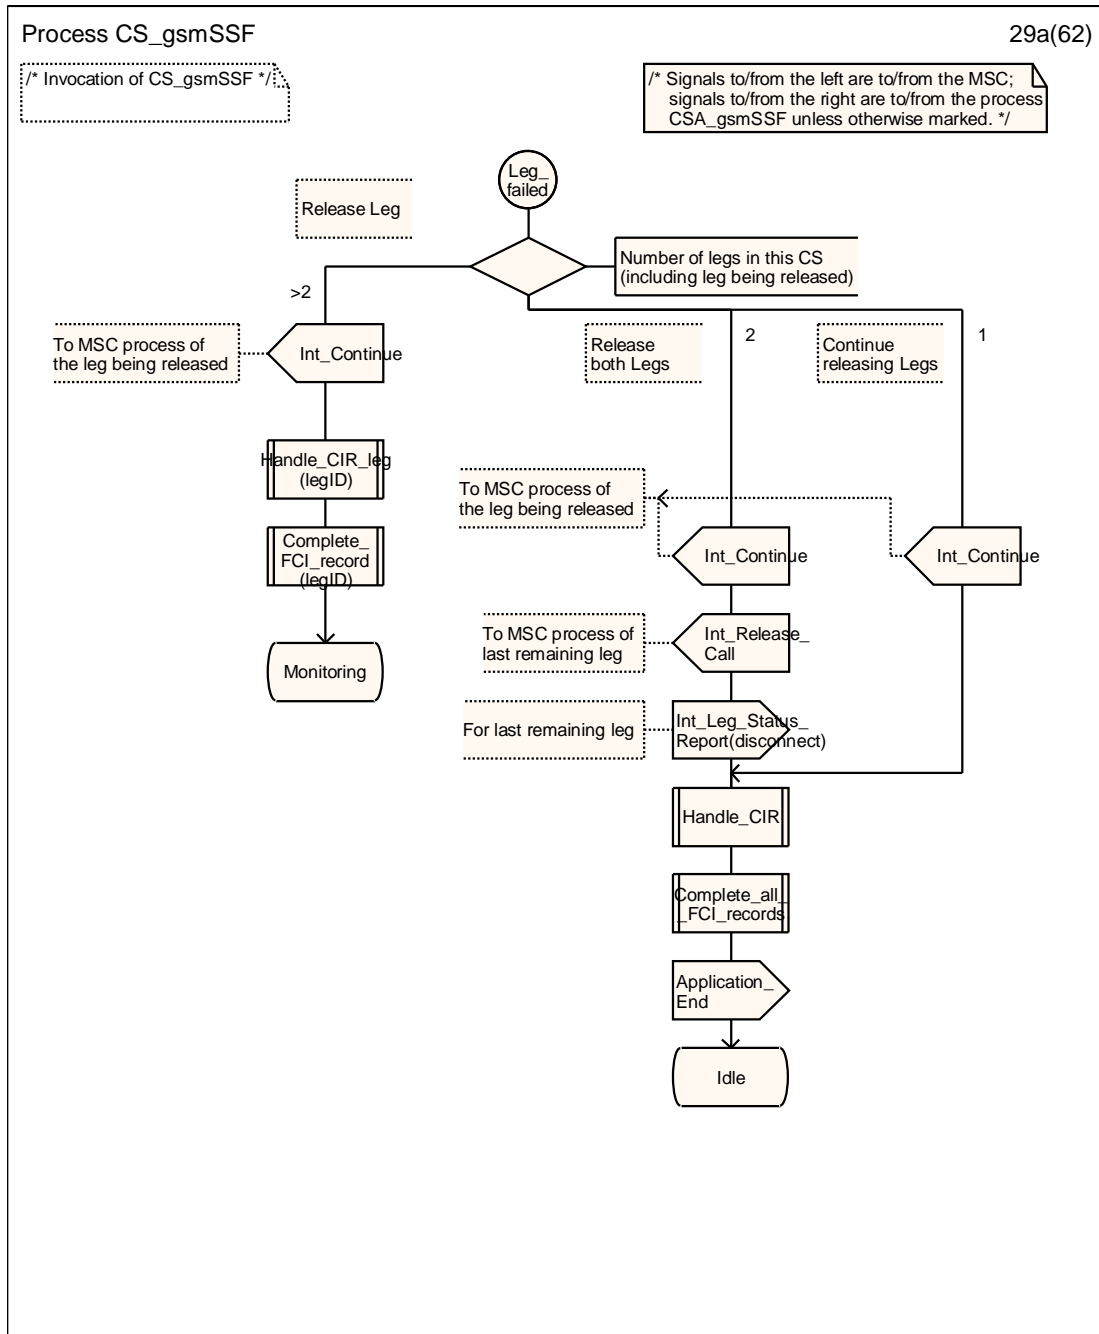 Process CS_gsmSSF
29a(62)
/* Invocation of CS_gsmSSF */
/* Signals to/from the left are to/from the MSC;
signals to/from the right are to/from the process
CSA_gsmSSF unless otherwise marked. */
Leg_
failed
Release Leg
Number of legs in this CS
(including leg being released)
>2
2
1
To MSC process of
the leg being released
Int_Continue
Release
both Legs
Continue
releasing Legs
Handle_CIR_leg
(legID)
To MSC process of
the leg being released
Complete_
FCI_record
(legID)
Int_Continue
Int_Continue
To MSC process of
last remaining leg
Int_Release_
Call
Monitoring
For last remaining leg
Int_Leg_Status_
Report(disconnect)
Handle_CIR
Complete_all_
_FCI_records
Application_
End
Idle